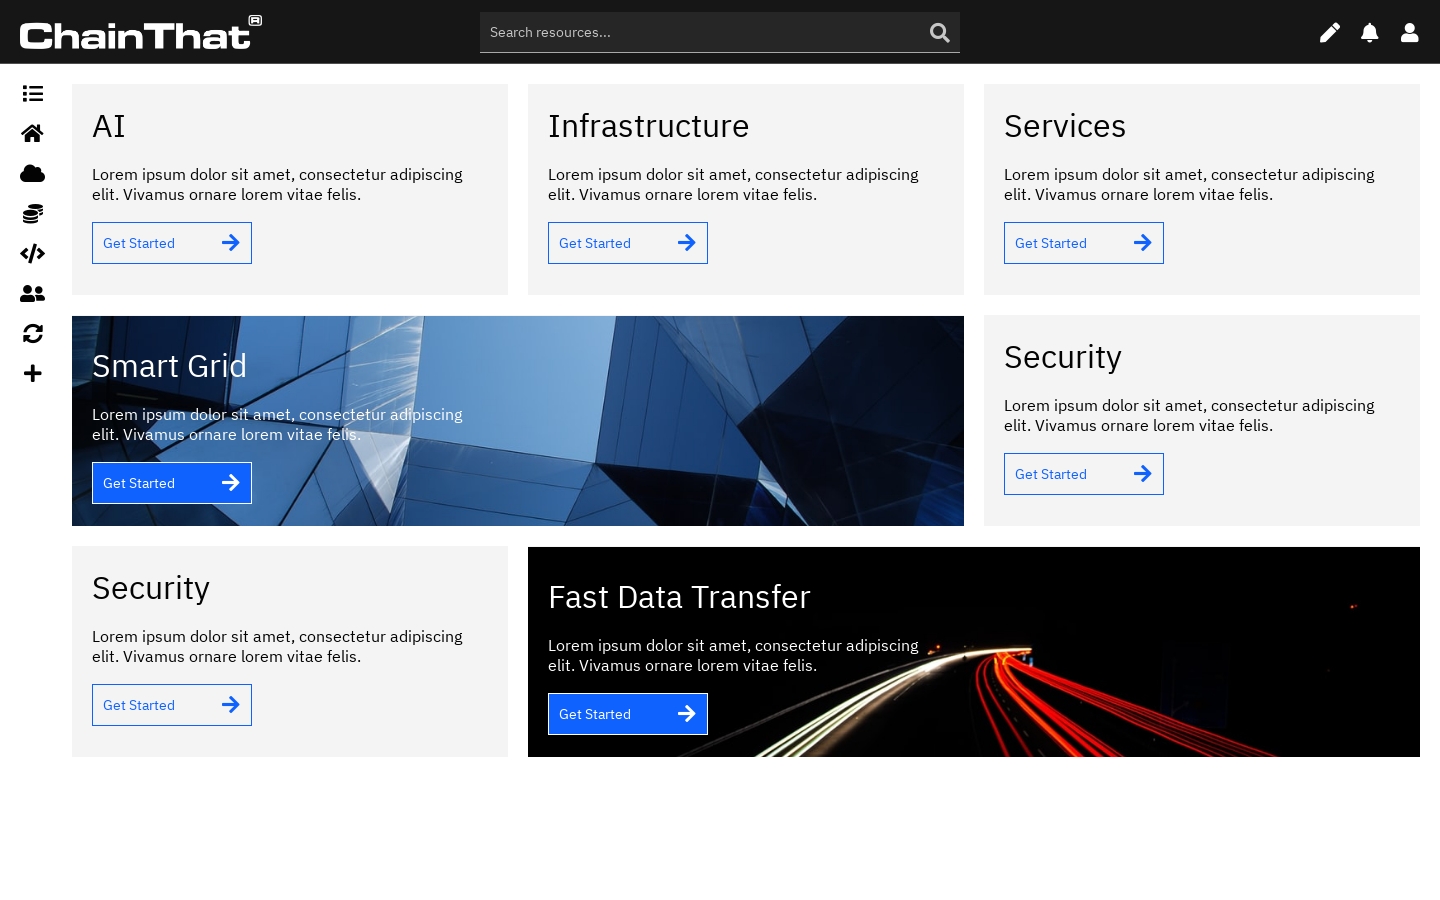 ChainThat®
Search resources...
AI
Lorem ipsum dolor sit amet, consectetur adipiscing
elit. Vivamus ornare lorem vitae felis.
Get Started
Infrastructure
Lorem ipsum dolor sit amet, consectetur adipiscing
elit. Vivamus ornare lorem vitae felis.
Get Started
Services
Lorem ipsum dolor sit amet, consectetur adipiscing
elit. Vivamus ornare lorem vitae felis.
Get Started
Smart Grid
Lorem ipsum dolor sit amet, consectetur adipiscing
elit. Vivamus ornare lorem vitae felis.
Get Started
Security
Lorem ipsum dolor sit amet, consectetur adipiscing
elit. Vivamus ornare lorem vitae felis.
Get Started
Security
Lorem ipsum dolor sit amet, consectetur adipiscing
elit. Vivamus ornare lorem vitae felis.
Get Started
Fast Data Transfer
Lorem ipsum dolor sit amet, consectetur adipiscing
elit. Vivamus ornare lorem vitae felis.
Get Started